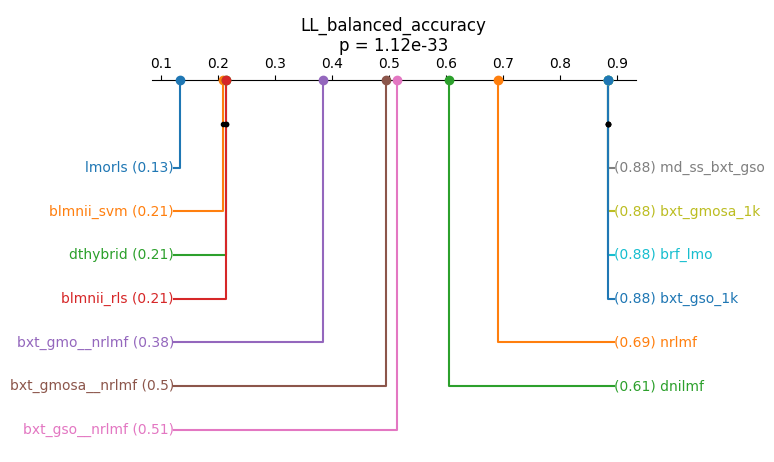 LL_balanced_accuracy
p = 1.12e-33
0.1 0.2 0.3 0.4 0.5 0.6 0.7 0.8 0.9
lmorls (0.13)
(0.88) md_ss_bxt_gso
blmnii_svm (0.21)
(0.88) bxt_gmosa_1k
dthybrid (0.21)
(0.88) brf_lmo
blmnii_rls (0.21)
(0.88) bxt_gso_1k
bxt_gmo__nrlmf (0.38)
(0.69) nrlmf
bxt_gmosa__nrlmf (0.5)
(0.61) dnilmf
bxt_gso__nrlmf (0.51)